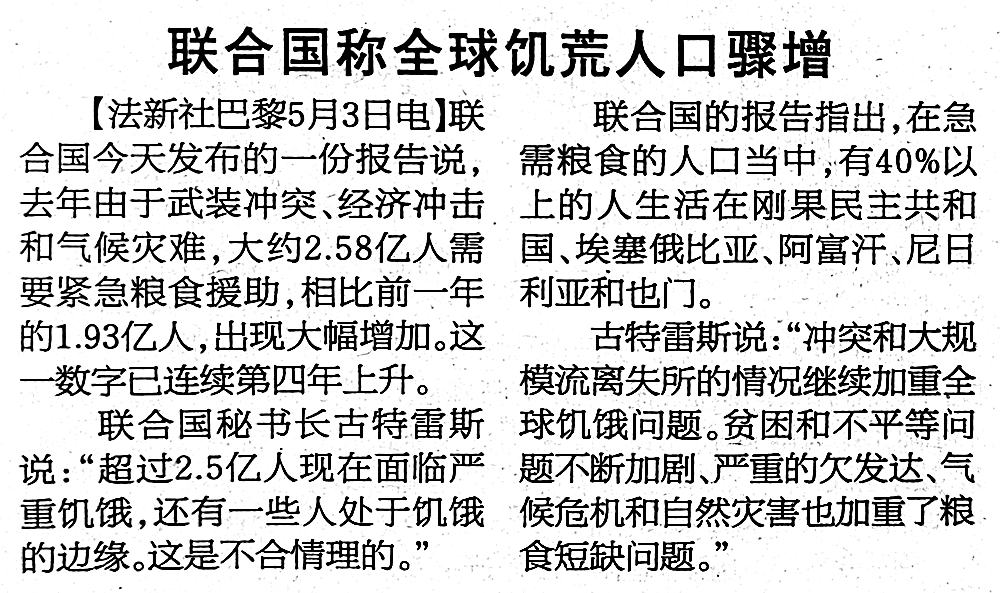 联合国称全球饥荒人口骤增
【法新社巴黎5月3日电】联
合国今天发布的一份报告说，
去年由于武装冲突、经济冲击
和气候灾难，大约2.58亿人需
要紧急粮食援助，相比前一年
的1.93亿人，出现大幅增加。这
一数字已连续第四年上升。
联合国秘书长古特雷斯
说：“超过2.5亿人现在面临严
重饥饿，还有一些人处于饥饿
的边缘。这是不合情理的。”
联合国的报告指出，在急
需粮食的人口当中，有40%以
上的人生活在刚果民主共和
国、埃塞俄比亚、阿富汗、尼日
利亚和也门。
古特雷斯说：“冲突和大规
模流离失所的情况继续加重全
球饥饿问题。贫困和不平等问
题不断加剧、严重的欠发达、气
候危机和自然灾害也加重了粮
食短缺问题。”